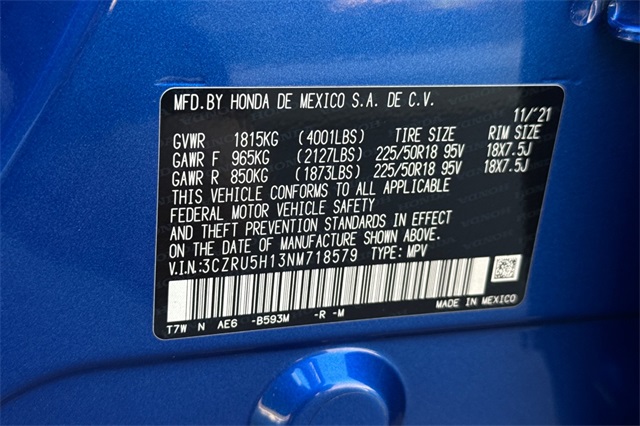 MFD. BY HONDA DE MEXICO S.A. DE C.V.
11/'21
GVWR 1815KG (4001LBS) TIRE SIZE RIM SIZE
GAWR F 965KG (2127LBS) 225/50R18 95V 18X7.5J
GAWR R 850KG (1873LBS) 225/50R18 95V 18X7.5J
THIS VEHICLE CONFORMS TO ALL APPLICABLE
FEDERAL MOTOR VEHICLE SAFETY
AND THEFT PREVENTION STANDARDS IN EFFECT
ON THE DATE OF MANUFACTURE SHOWN ABOVE.
V.I.N.:3CZRU5H13NM718579 TYPE: MPV
MADE IN MEXICO
T7W N AE6 -B593M -R -M